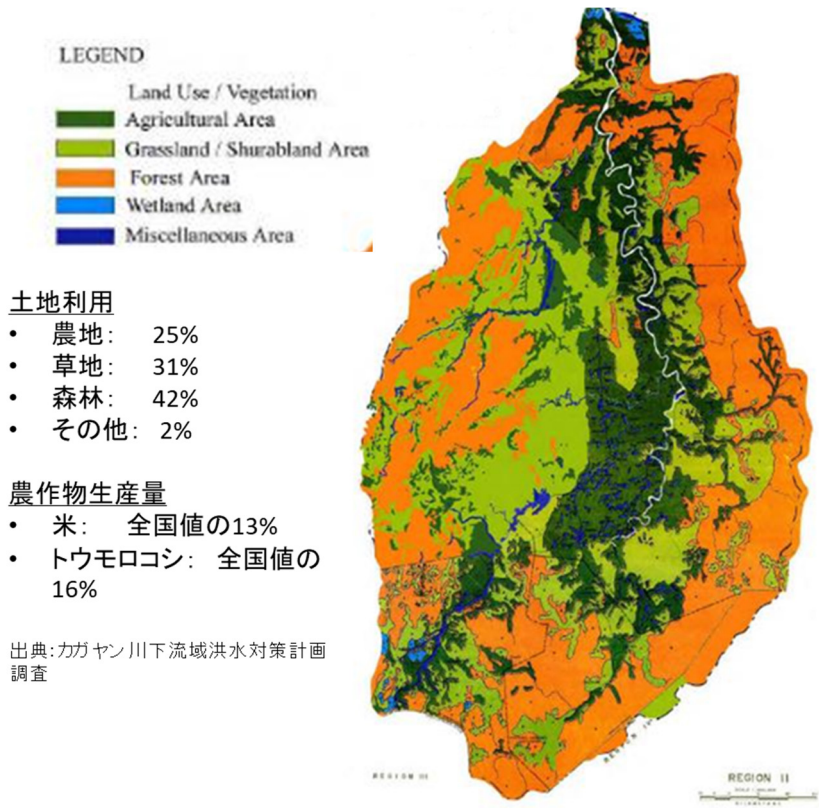 LEGEND
Land Use / Vegetation
Agricultural Area
Grassland / Shurabland Area
Forest Area
Wetland Area
Miscellaneous Area
土地利用
• 農地： 25%
• 草地： 31%
• 森林： 42%
• その他： 2%
農作物生産量
• 米： 全国値の13%
• トウモロコシ： 全国値の
16%
出典：カガヤン川下流域洪水対策計画
調査
REGION III
REGION II